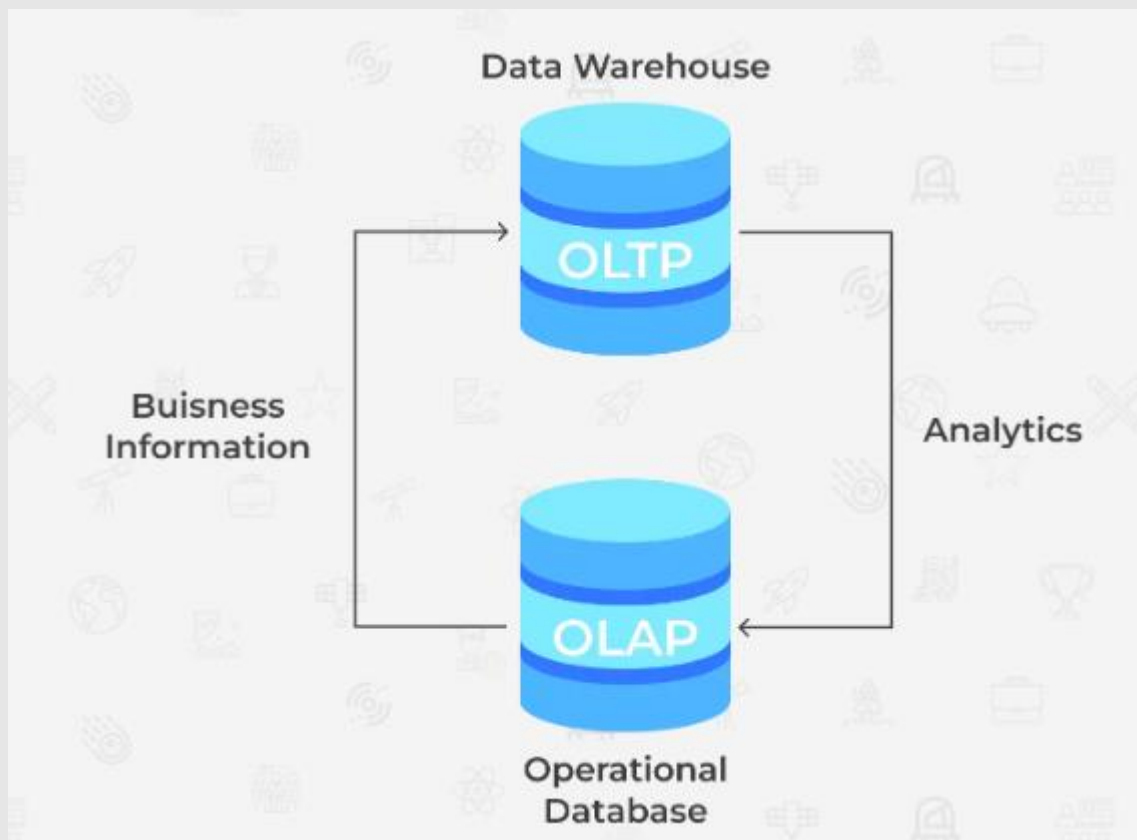 Data Warehouse
OLTP
Buisness
Information
Analytics
OLAP
Operational
Database